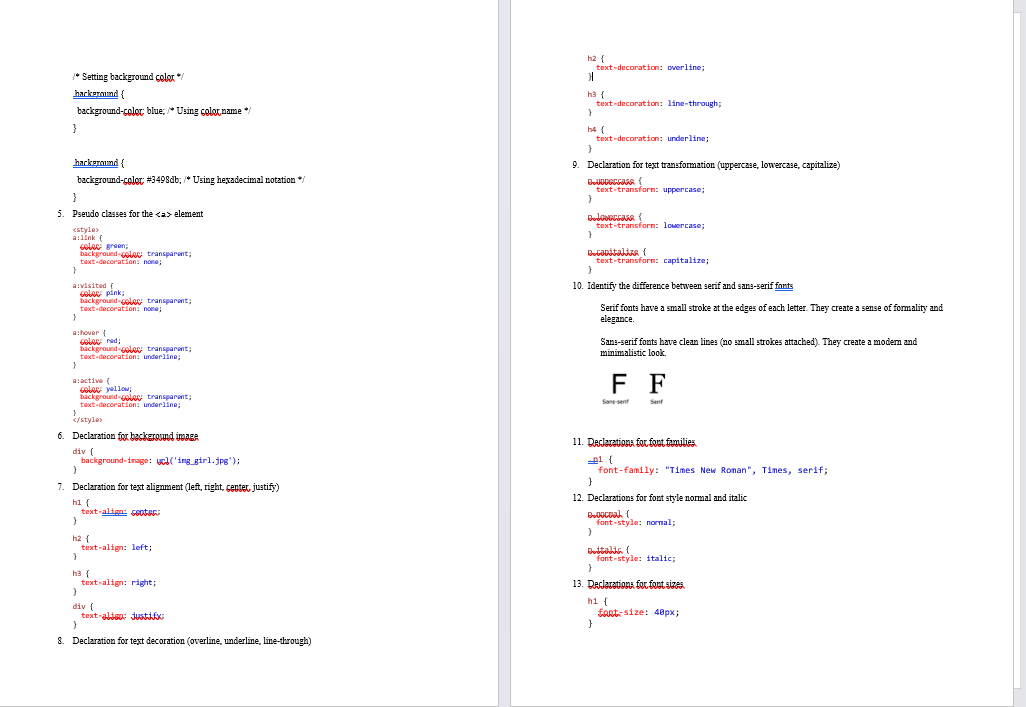 /* Setting background color */
.background {
background-color: blue; /* Using color name */
}
.background {
background-color: #3498db; /* Using hexadecimal notation */
}
5. Pseudo classes for the <a> element
<style>
a:link {
color: green;
background-color: transparent;
text-decoration: none;
}
a:visited {
color: pink;
background-color: transparent;
text-decoration: none;
}
a:hover {
color: red;
background-color: transparent;
text-decoration: underline;
}
a:active {
color: yellow;
background-color: transparent;
text-decoration: underline;
}
</style>
6. Declaration for background image
div {
background-image: url('img_girl.jpg');
}
7. Declaration for text alignment (left, right, center, justify)
h1 {
text-align: center;
}
h2 {
text-align: left;
}
h3 {
text-align: right;
}
div {
text-align: justify;
}
8. Declaration for text decoration (overline, underline, line-through)
h2 {
text-decoration: overline;
}
h3 {
text-decoration: line-through;
}
h4 {
text-decoration: underline;
}
9. Declaration for text transformation (uppercase, lowercase, capitalize)
p.uppercase {
text-transform: uppercase;
}
p.lowercase {
text-transform: lowercase;
}
p.capitalize {
text-transform: capitalize;
}
10. Identify the difference between serif and sans-serif fonts
Serif fonts have a small stroke at the edges of each letter. They create a sense of formality and
elegance.
Sans-serif fonts have clean lines (no small strokes attached). They create a modern and
minimalistic look.
F F
Sans-serif Serif
11. Declarations for font families
.p1 {
font-family: "Times New Roman", Times, serif;
}
12. Declarations for font style normal and italic
p.normal {
font-style: normal;
}
p.italic {
font-style: italic;
}
13. Declarations for font sizes
h1 {
font-size: 40px;
}